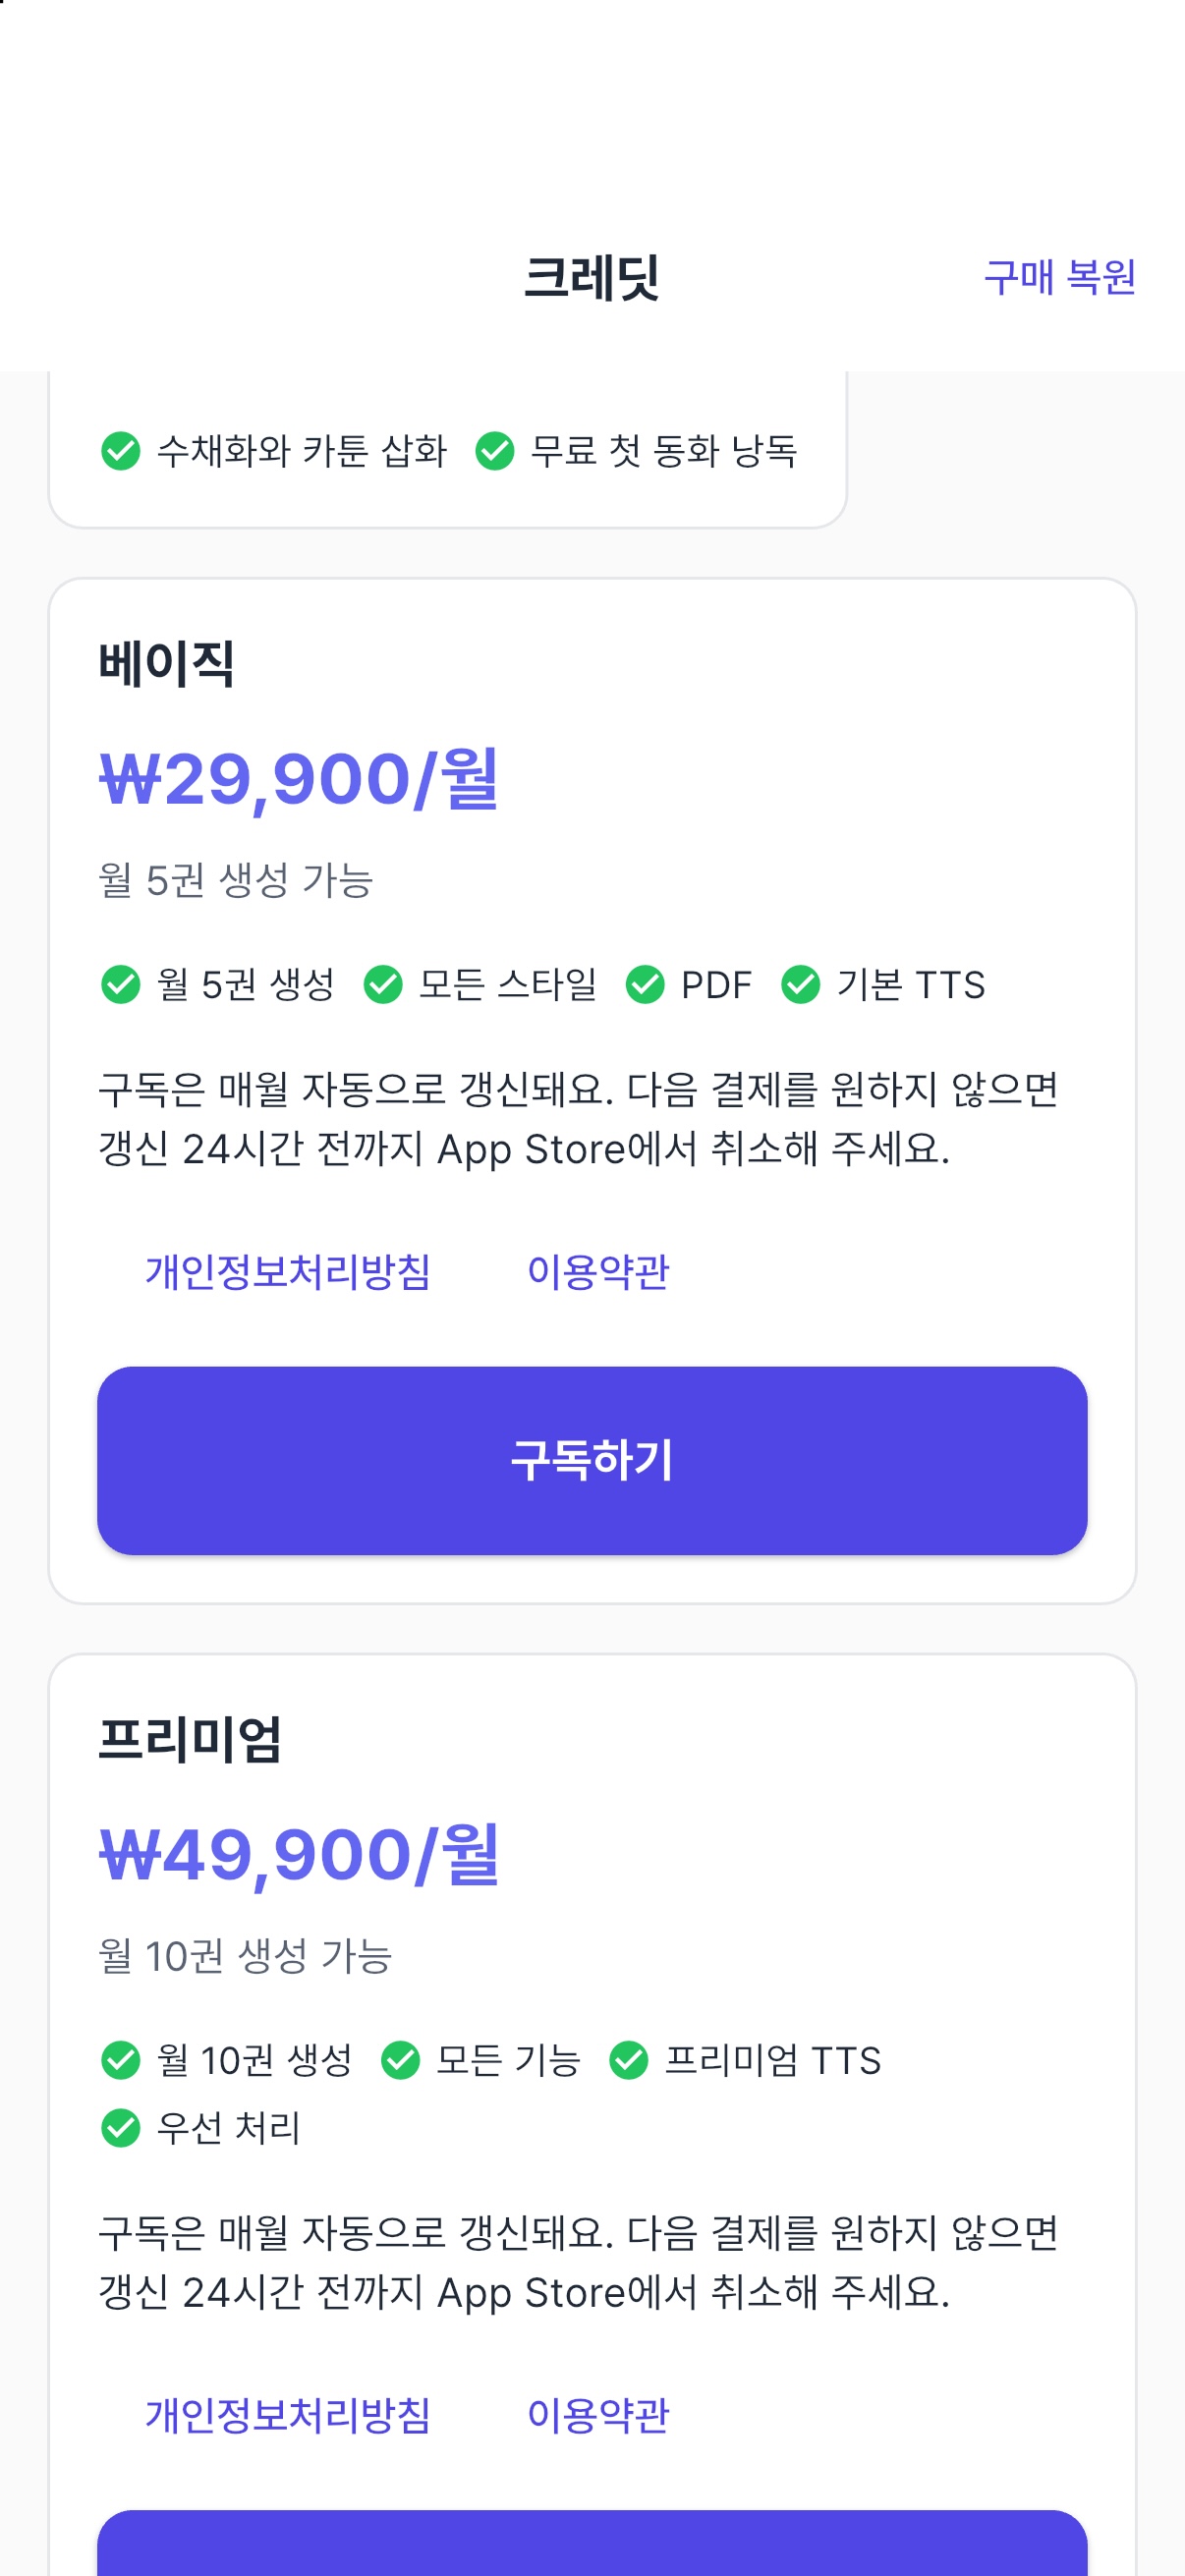 크레딧
구매 복원
수채화와 카툰 삽화 무료 첫 동화 낭독
베이직
₩29,900/월
월 5권 생성 가능
월 5권 생성 모든 스타일 PDF 기본 TTS
구독은 매월 자동으로 갱신돼요. 다음 결제를 원하지 않으면
갱신 24시간 전까지 App Store에서 취소해 주세요.
개인정보처리방침 이용약관
구독하기
프리미엄
₩49,900/월
월 10권 생성 가능
월 10권 생성 모든 기능 프리미엄 TTS
우선 처리
구독은 매월 자동으로 갱신돼요. 다음 결제를 원하지 않으면
갱신 24시간 전까지 App Store에서 취소해 주세요.
개인정보처리방침 이용약관